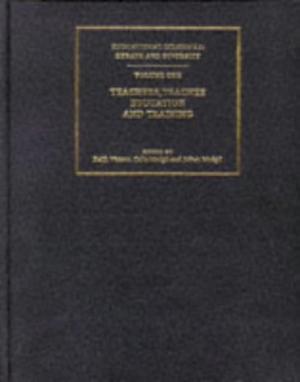 EDUCATIONAL DILEMMAS:
DEBATE AND DIVERSITY
VOLUME ONE
TEACHERS, TEACHER
EDUCATION
AND TRAINING
EDITED BY
Keith Watson, Celia Modgil and Sohan Modgil